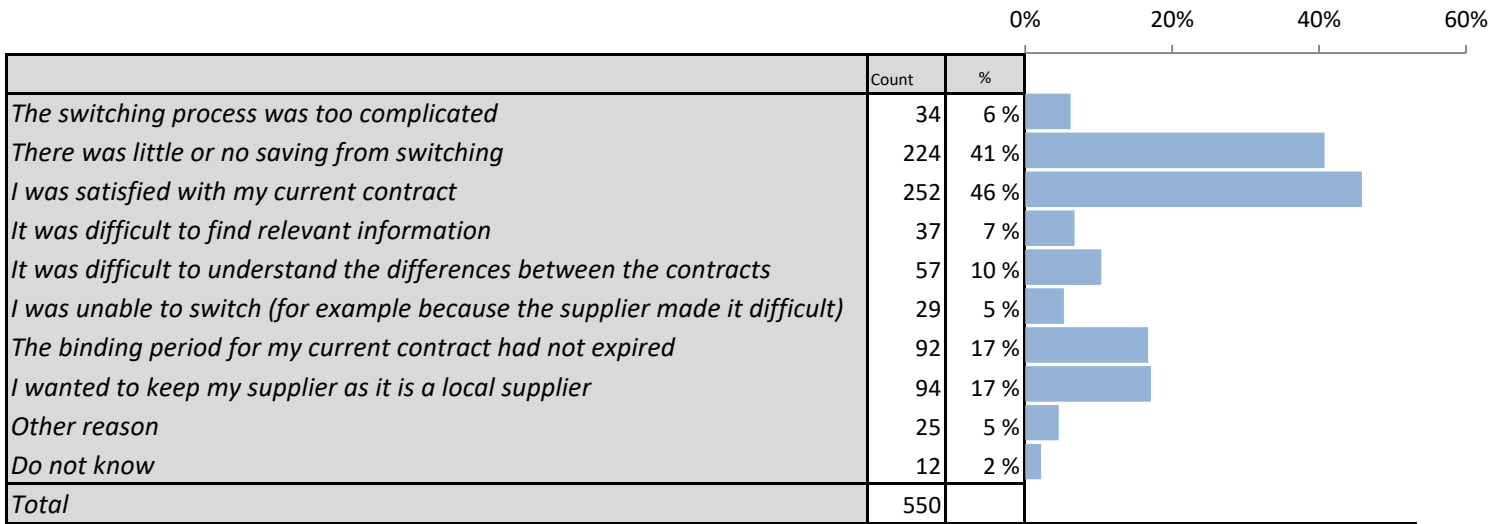 0% 20% 40% 60%
Count %
The switching process was too complicated 34 6 %
There was little or no saving from switching 224 41 %
I was satisfied with my current contract 252 46 %
It was difficult to find relevant information 37 7 %
It was difficult to understand the differences between the contracts 57 10 %
I was unable to switch (for example because the supplier made it difficult) 29 5 %
The binding period for my current contract had not expired 92 17 %
I wanted to keep my supplier as it is a local supplier 94 17 %
Other reason 25 5 %
Do not know 12 2 %
Total 550